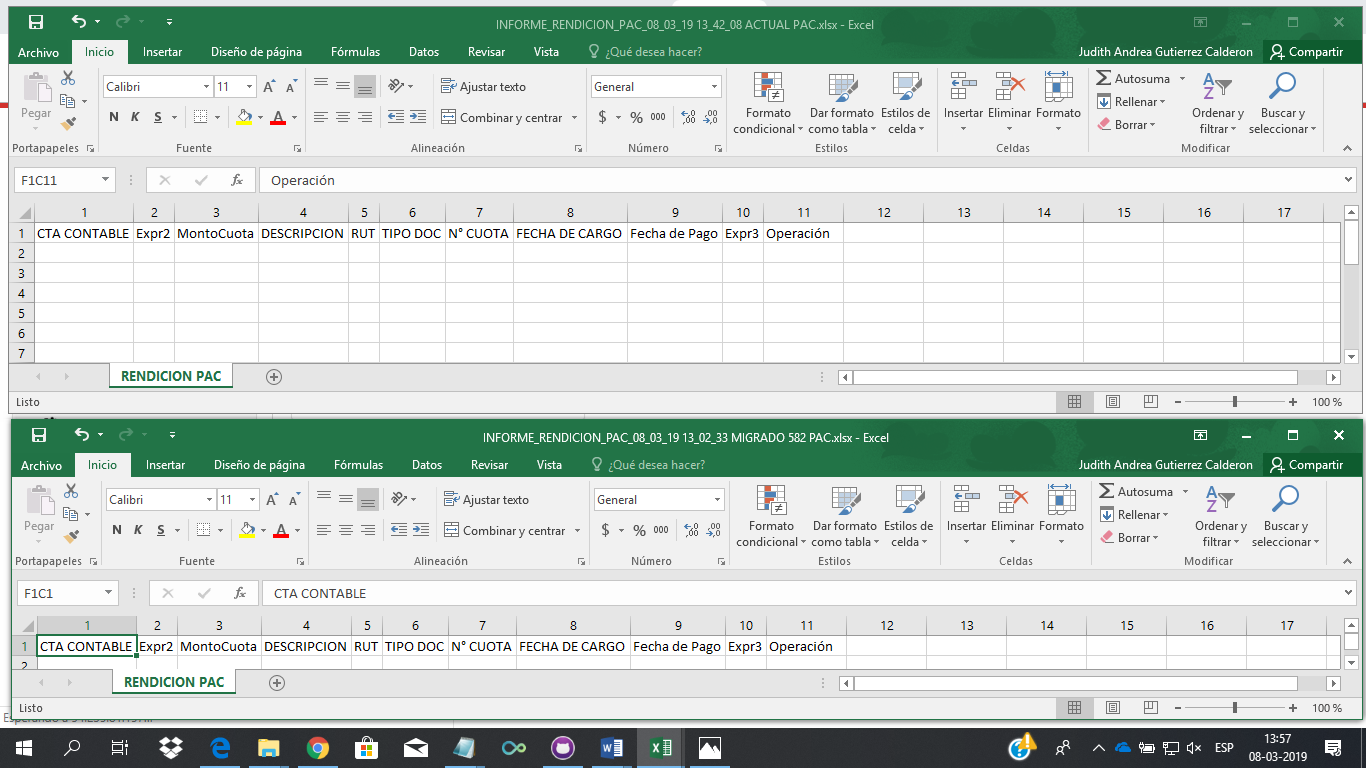 INFORME_RENDICION_PAC_08_03_19 13_42_08 ACTUAL PAC.xlsx - Excel
Archivo Inicio Insertar Diseño de página Fórmulas Datos Revisar Vista ¿Qué desea hacer? Judith Andrea Gutierrez Calderon Compartir
Pegar Calibri 11 A A Ajustar texto General Formato condicional Dar formato como tabla Estilos de celda Insertar Eliminar Formato Autosuma Rellenar Borrar Ordenar y filtrar Buscar y seleccionar
N K S A Combinar y centrar $ % 000
Portapapeles Fuente Alineación Número Estilos Celdas Modificar
F1C11 fx Operación
1 2 3 4 5 6 7 8 9 10 11 12 13 14 15 16 17
1 CTA CONTABLE Expr2 MontoCuota DESCRIPCION RUT TIPO DOC N° CUOTA FECHA DE CARGO Fecha de Pago Expr3 Operación
2
3
4
5
6
7
RENDICION PAC
Listo 100 %
INFORME_RENDICION_PAC_08_03_19 13_02_33 MIGRADO 582 PAC.xlsx - Excel
Archivo Inicio Insertar Diseño de página Fórmulas Datos Revisar Vista ¿Qué desea hacer? Judith Andrea Gutierrez Calderon Compartir
Pegar Calibri 11 A A Ajustar texto General Formato condicional Dar formato como tabla Estilos de celda Insertar Eliminar Formato Autosuma Rellenar Borrar Ordenar y filtrar Buscar y seleccionar
N K S A Combinar y centrar $ % 000
Portapapeles Fuente Alineación Número Estilos Celdas Modificar
F1C1 fx CTA CONTABLE
1 2 3 4 5 6 7 8 9 10 11 12 13 14 15 16 17
1 CTA CONTABLE Expr2 MontoCuota DESCRIPCION RUT TIPO DOC N° CUOTA FECHA DE CARGO Fecha de Pago Expr3 Operación
2
RENDICION PAC
Listo 100 %
ESP 13:57
08-03-2019